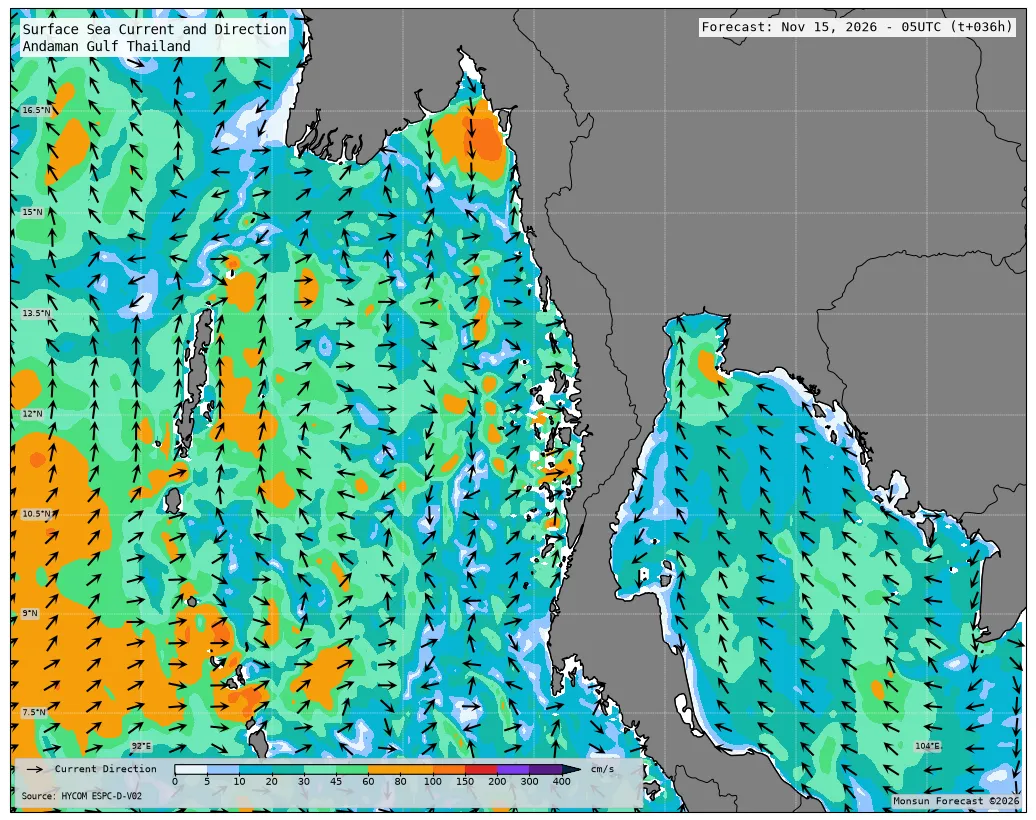 Surface Sea Current and Direction
Andaman Gulf Thailand
Forecast: Nov 15, 2026 - 05UTC (t+036h)
16.5°N
15°N
13.5°N
12°N
10.5°N
9°N
7.5°N
92°E
104°E
Current Direction
0 5 10 20 30 45 60 80 100 150 200 300 400 cm/s
Source: HYCOM ESPC-D-V02
Monsun Forecast ©2026